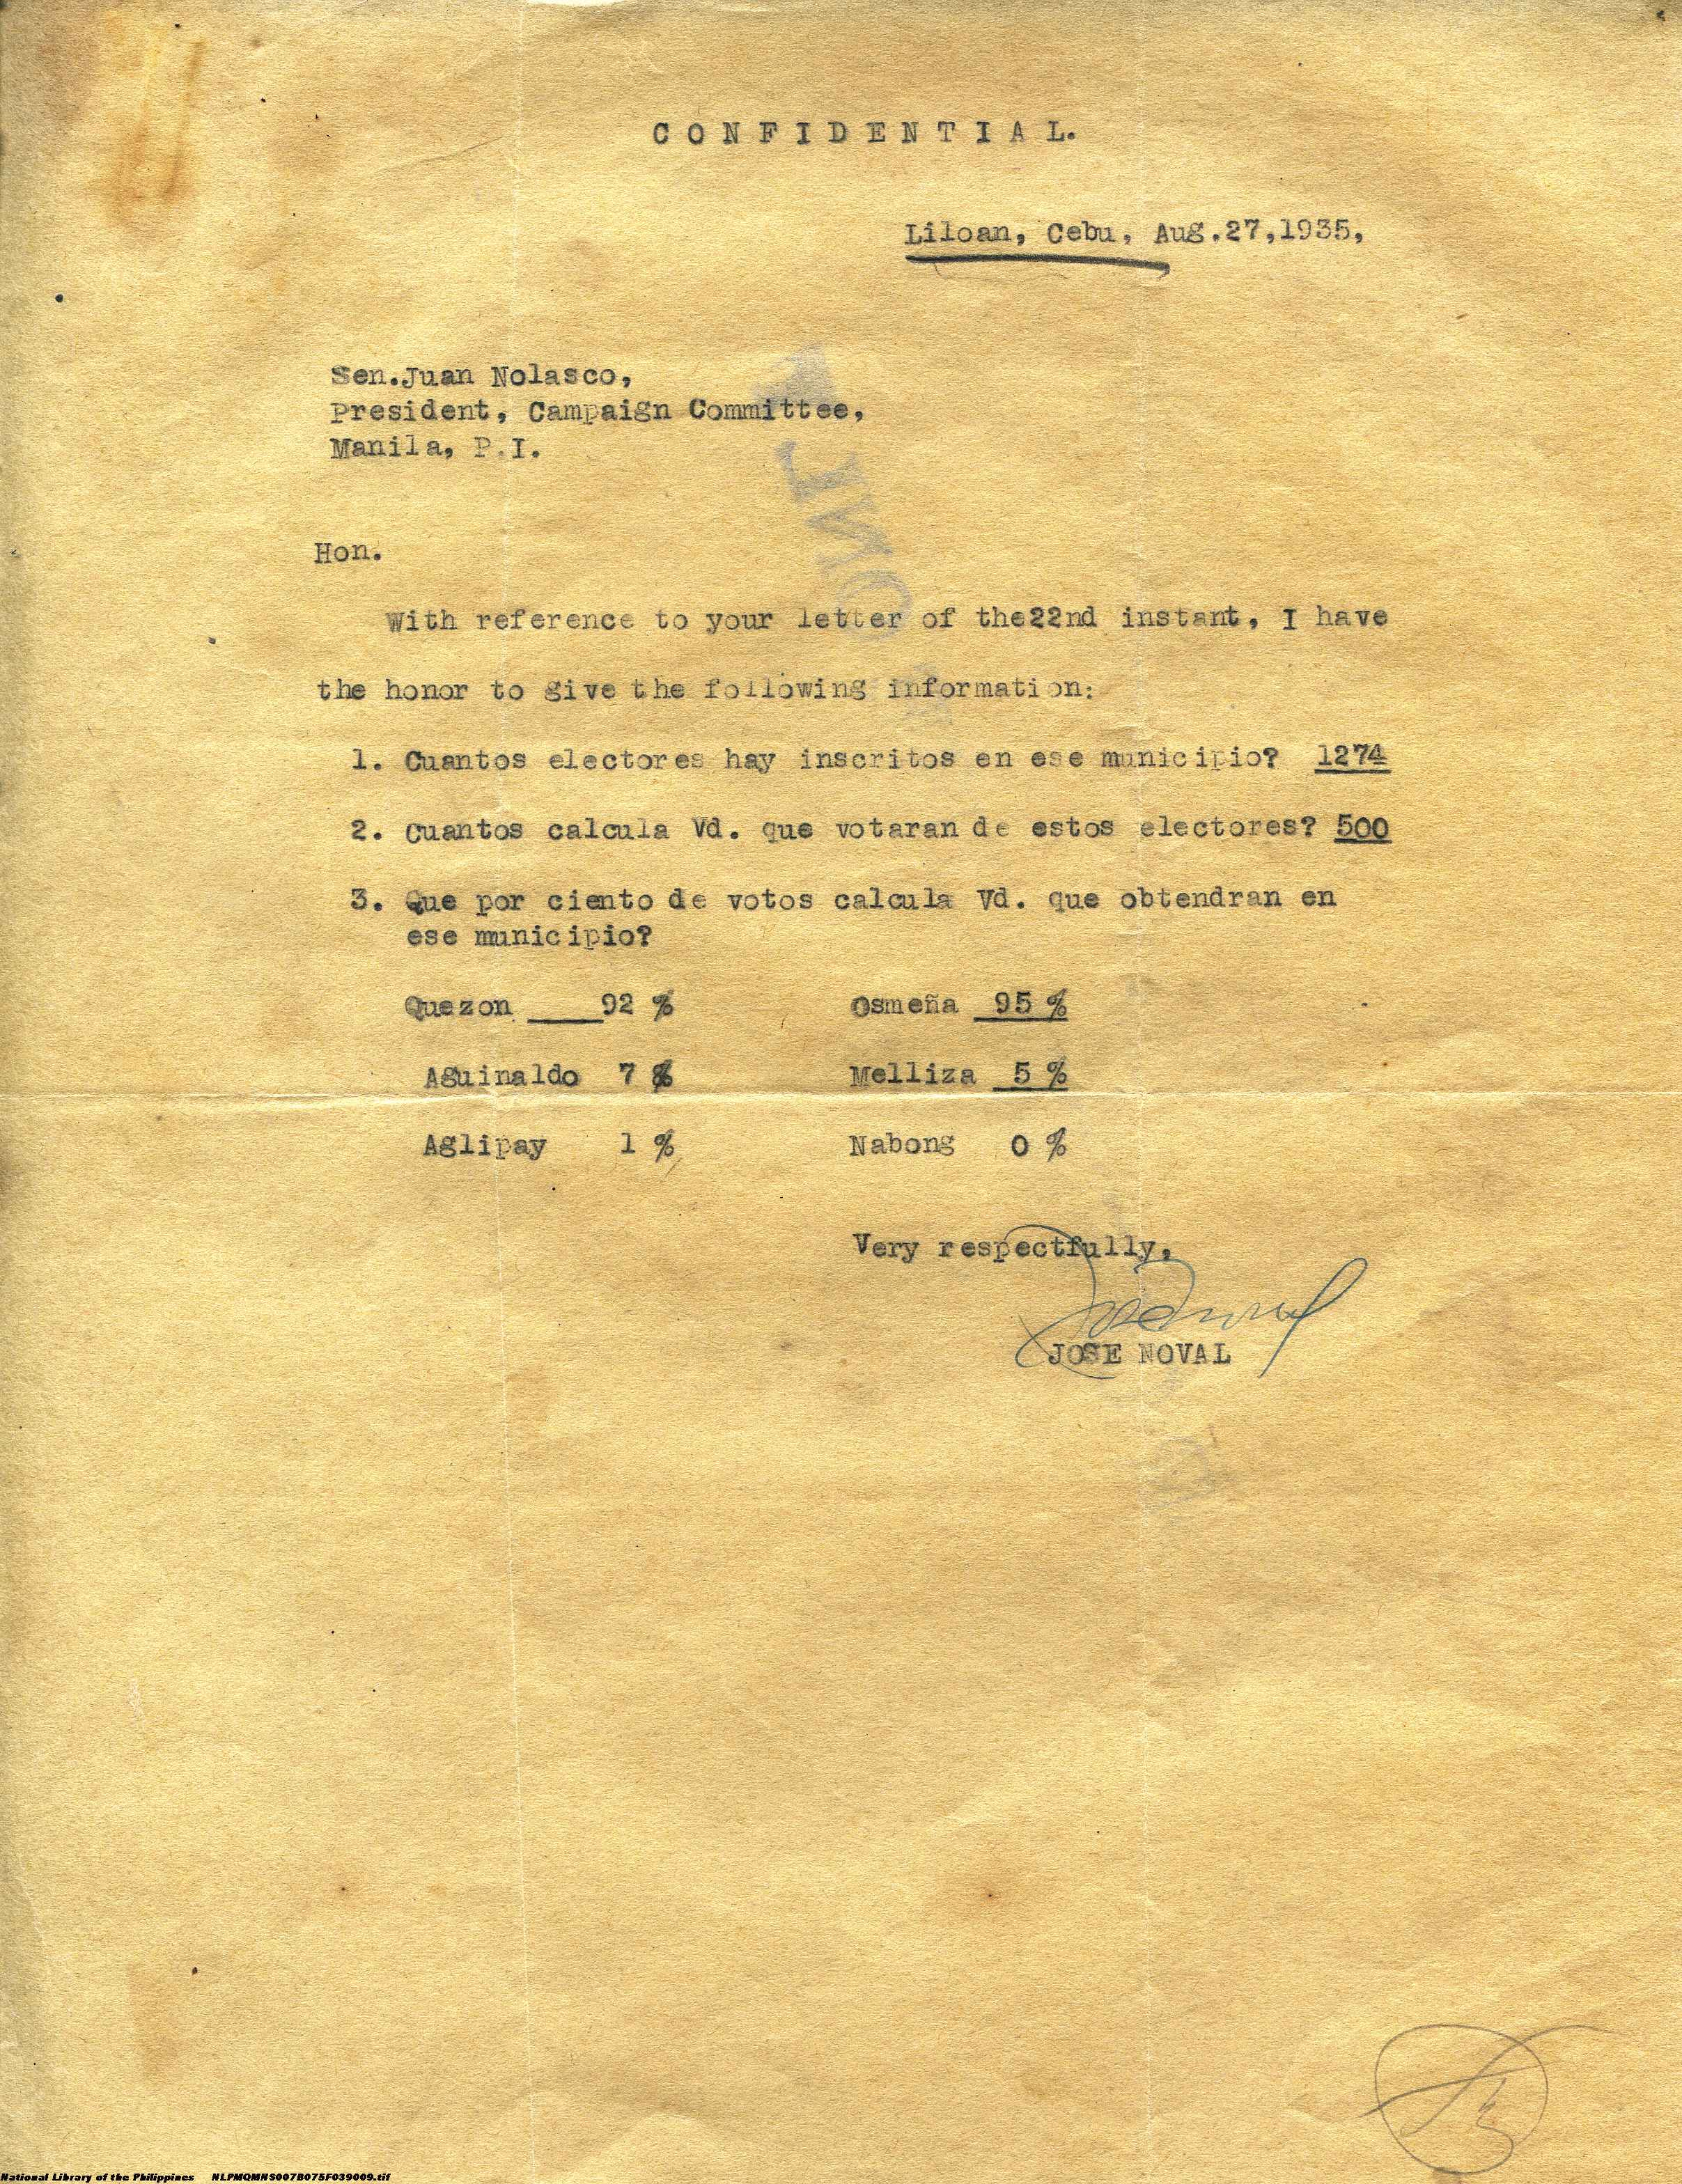 C O N F I D E N T I A L.
Liloan, Cebu, Aug.27,1935,
Sen.Juan Nolasco,
President, Campaign Committee,
Manila, P.I.
Hon.
With reference to your letter of the22nd instant, I have
the honor to give the following information:
1. Cuantos electores hay inscritos en ese municipio? 1274
2. Cuantos calcula Vd. que votaran de estos electores? 500
3. Que por ciento de votos calcula Vd. que obtendran en
ese municipio?
Quezon 92 % Osmeña 95 %
Aguinaldo 7 % Melliza 5 %
Aglipay 1 % Nabong 0 %
Very respectfully,
JOSE NOVAL
National Library of the Philippines NLPMQMNS007B075F039009.tif